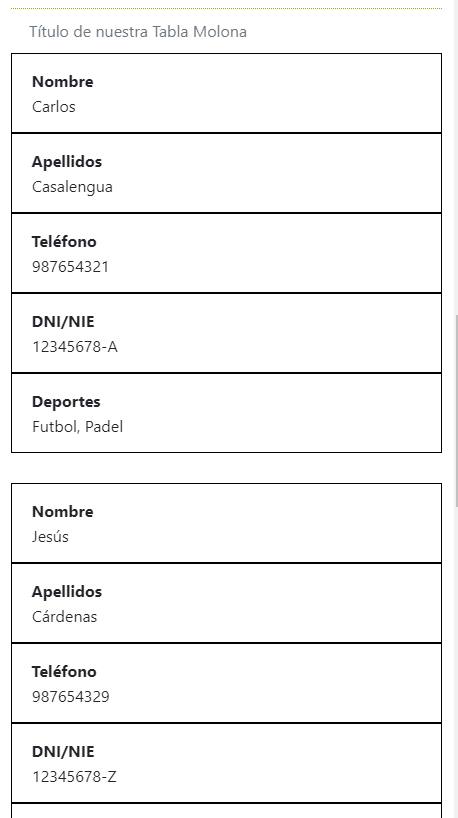 Título de nuestra Tabla Molona
Nombre
Carlos
Apellidos
Casalengua
Teléfono
987654321
DNI/NIE
12345678-A
Deportes
Futbol, Padel
Nombre
Jesús
Apellidos
Cárdenas
Teléfono
987654329
DNI/NIE
12345678-Z